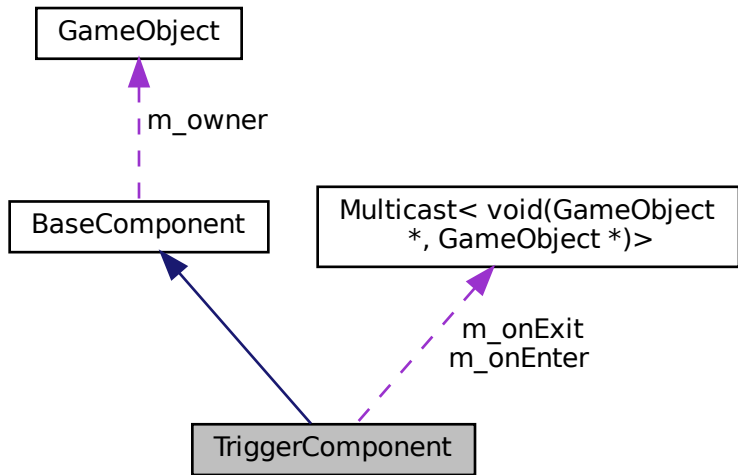 GameObject
m_owner
BaseComponent
Multicast< void(GameObject
*, GameObject *)>
m_onExit
m_onEnter
TriggerComponent